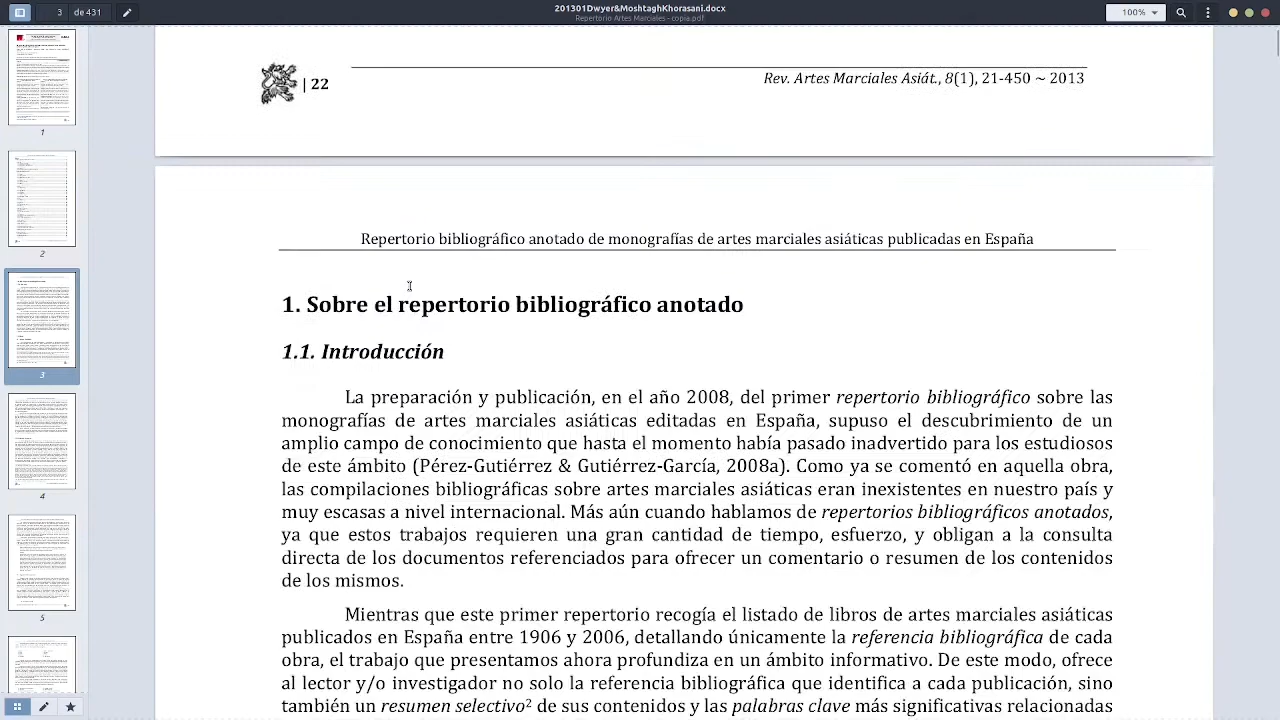 3 de 431
201301Dwyer&MoshtaghKhorasani.docx
Repertorio Artes Marciales - copia.pdf
100%
1
2
3
4
5
| 22
Rev. Artes Marciales Asiát., 8(1), 21-450 ~ 2013
Repertorio bibliográfico anotado de monografías de artes marciales asiáticas publicadas en España
1. Sobre el repertorio bibliográfico anotado
1.1. Introducción
La preparación y publicación, en el año 2008, del primer repertorio bibliográfico sobre las
monografías de artes marciales asiáticas editadas en España, supuso el descubrimiento de un
amplio campo de conocimiento que hasta el momento había pasado inadvertido para los estudiosos
de este ámbito (Pérez-Gutiérrez & Gutiérrez-García, 2008a). Como ya se comentó en aquella obra,
las compilaciones bibliográficas sobre artes marciales asiáticas eran inexistentes en nuestro país y
muy escasas a nivel internacional. Más aún cuando hablamos de repertorios bibliográficos anotados,
ya que estos trabajos requieren una gran cantidad de tiempo, esfuerzo, y obligan a la consulta
directa de los documentos referenciados para ofrecer un comentario o resumen de los contenidos
de los mismos.
Mientras que este primer repertorio recogía el listado de libros de artes marciales asiáticas
publicados en España entre 1906 y 2006, detallando únicamente la referencia bibliográfica de cada
obra, el trabajo que presentamos ahora profundiza en su ámbito informativo. De este modo, ofrece
al lector y/o investigador no solo la referencia bibliográfica que identifica a cada publicación, sino
también un resumen selectivo² de sus contenidos y las palabras clave más significativas relacionadas